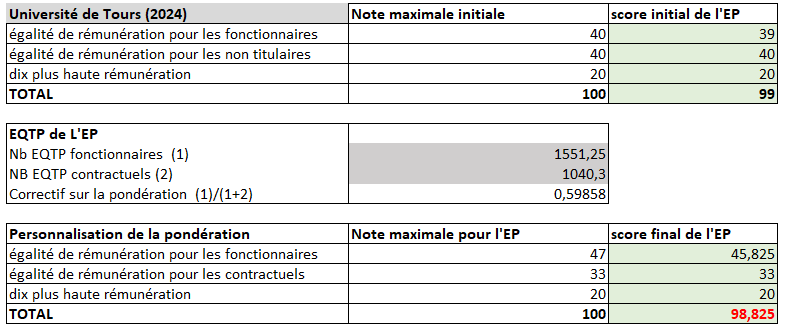 Université de Tours (2024) Note maximale initiale score initial de l'EP
égalité de rémunération pour les fonctionnaires 40 39
égalité de rémunération pour les non titulaires 40 40
dix plus haute rémunération 20 20
TOTAL 100 99
EQTP de L'EP
Nb EQTP fonctionnaires (1) 1551,25
NB EQTP contractuels (2) 1040,3
Correctif sur la pondération (1)/(1+2) 0,59858
Personnalisation de la pondération Note maximale pour l'EP score final de l'EP
égalité de rémunération pour les fonctionnaires 47 45,825
égalité de rémunération pour les contractuels 33 33
dix plus haute rémunération 20 20
TOTAL 100 98,825